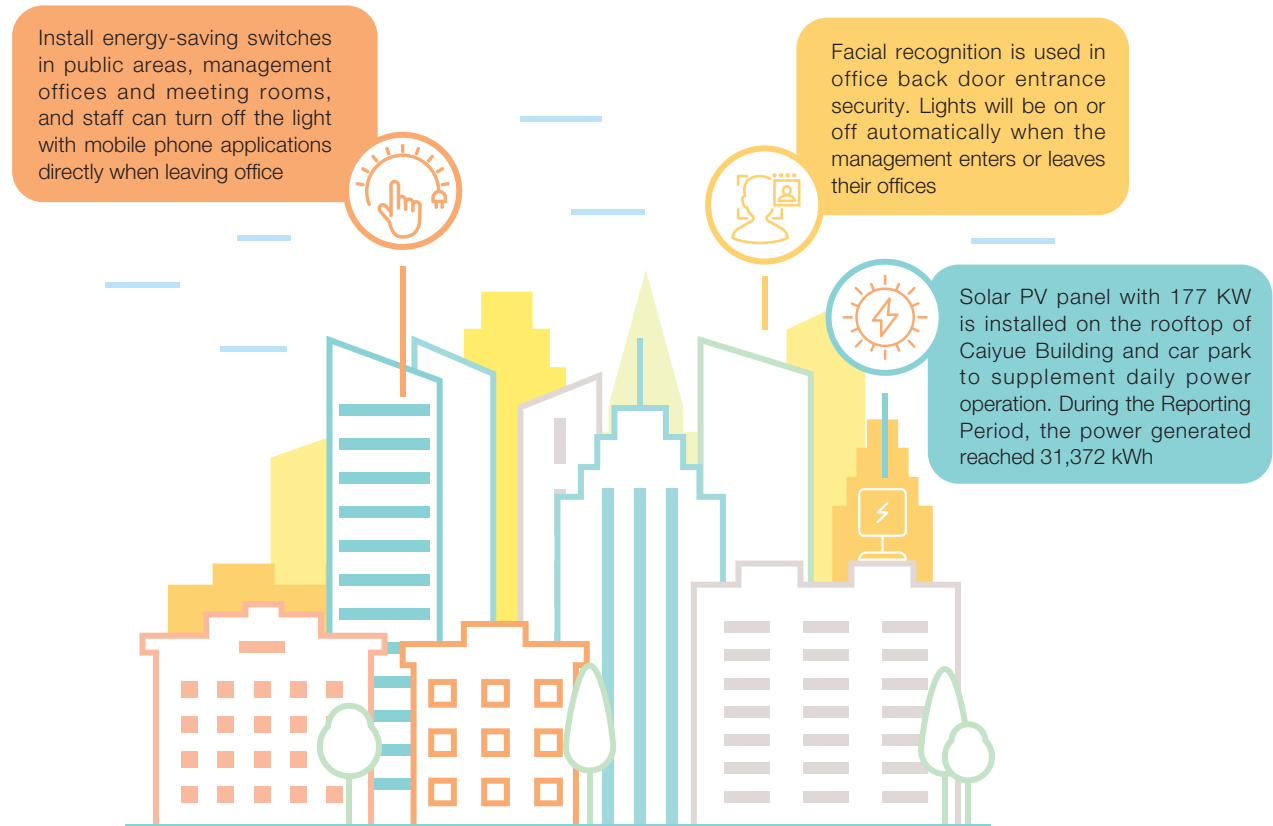 Install energy-saving switches
in public areas, management
offices and meeting rooms,
and staff can turn off the light
with mobile phone applications
directly when leaving office
Facial recognition is used in
office back door entrance
security. Lights will be on or
off automatically when the
management enters or leaves
their offices
Solar PV panel with 177 KW
is installed on the rooftop of
Caiyue Building and car park
to supplement daily power
operation. During the Reporting
Period, the power generated
reached 31,372 kWh